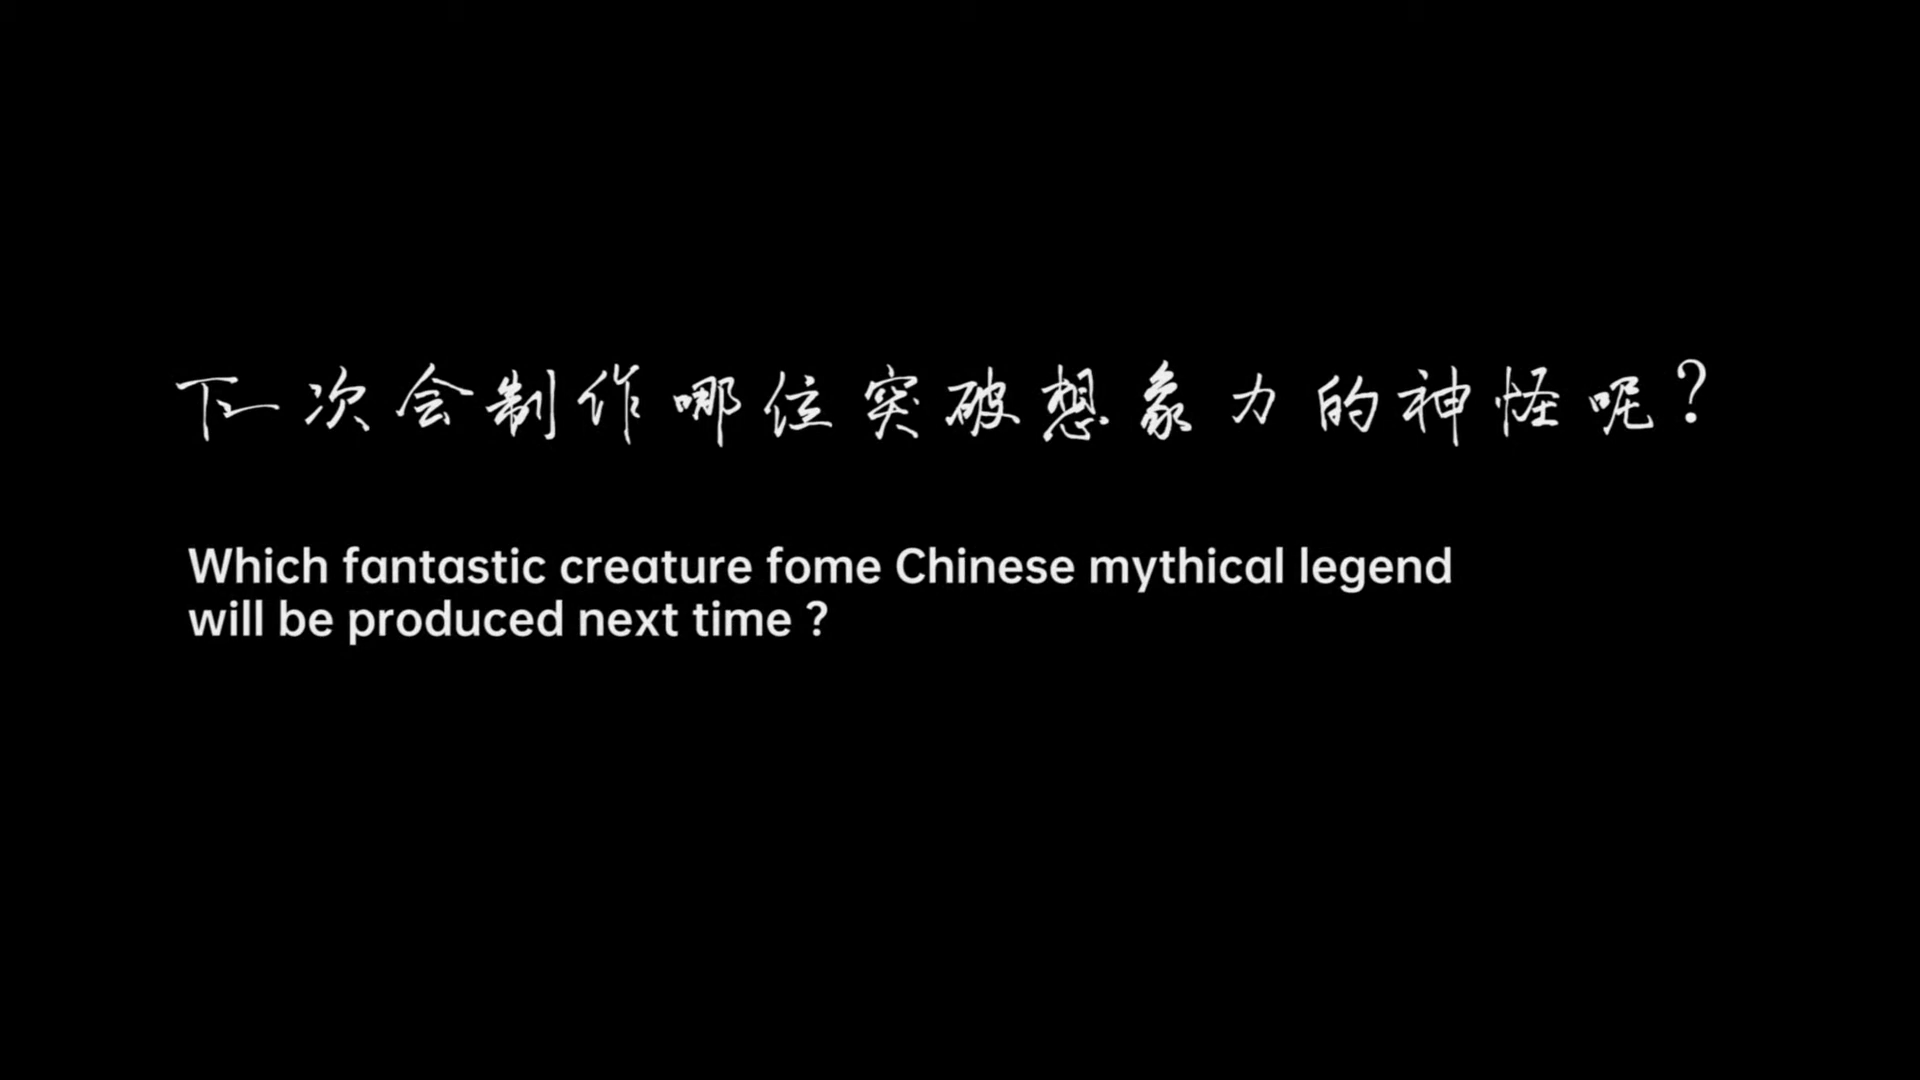 下一次会制作哪位突破想象力的神怪呢?
Which fantastic creature fome Chinese mythical legend
will be produced next time ?